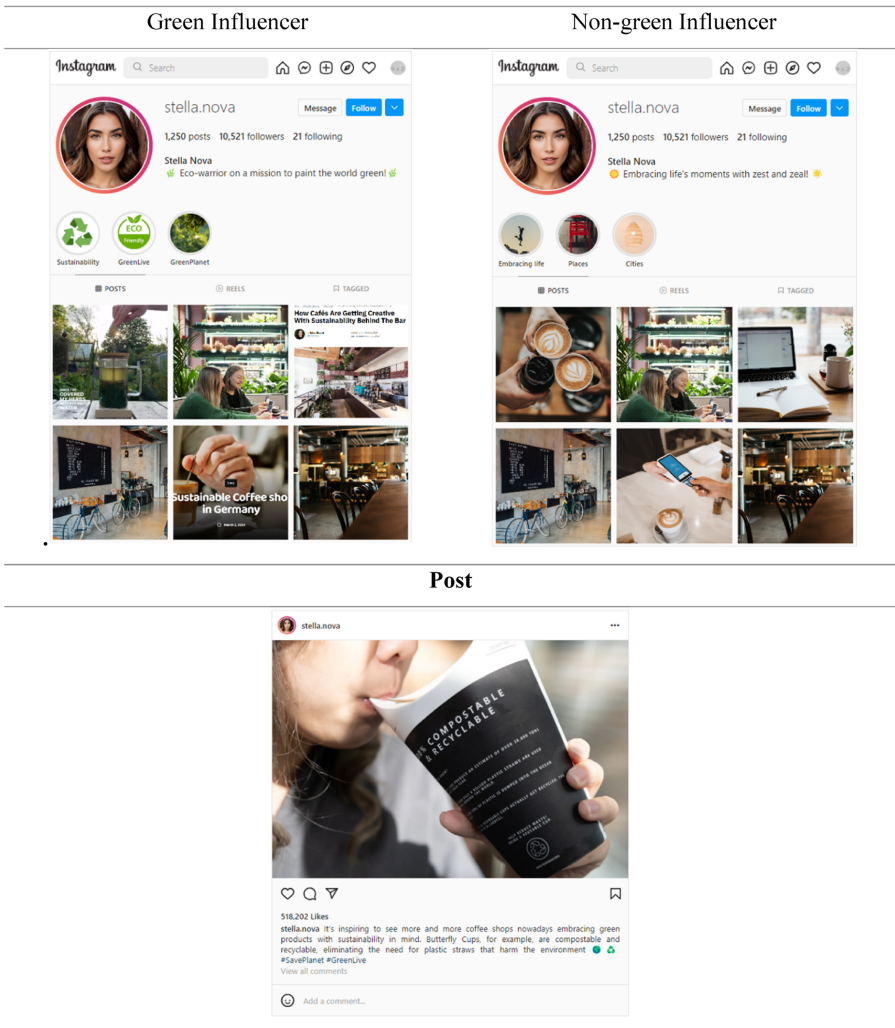 Green Influencer
Non-green Influencer
Instagram
Search
stella.nova
Message
Follow
1,250 posts 10,521 followers 21 following
Stella Nova
Eco-warrior on a mission to paint the world green!
ECO
Friendly
Sustainability
GreenLive
GreenPlanet
POSTS
REELS
TAGGED
COVERED
MY HERBS
How Cafés Are Getting Creative
With Sustainability Behind The Bar
Sustainable Coffee sho
in Germany
March 2, 2024
Instagram
Search
stella.nova
Message
Follow
1,250 posts 10,521 followers 21 following
Stella Nova
Embracing life's moments with zest and zeal!
Embracing life
Places
Cities
POSTS
REELS
TAGGED
Post
stella.nova
% COMPOSTABLE
& RECYCLABLE
518,202 Likes
stella.nova It's inspiring to see more and more coffee shops nowadays embracing green
products with sustainability in mind. Butterfly Cups, for example, are compostable and
recyclable, eliminating the need for plastic straws that harm the environment
#SavePlanet #GreenLive
View all comments
Add a comment...